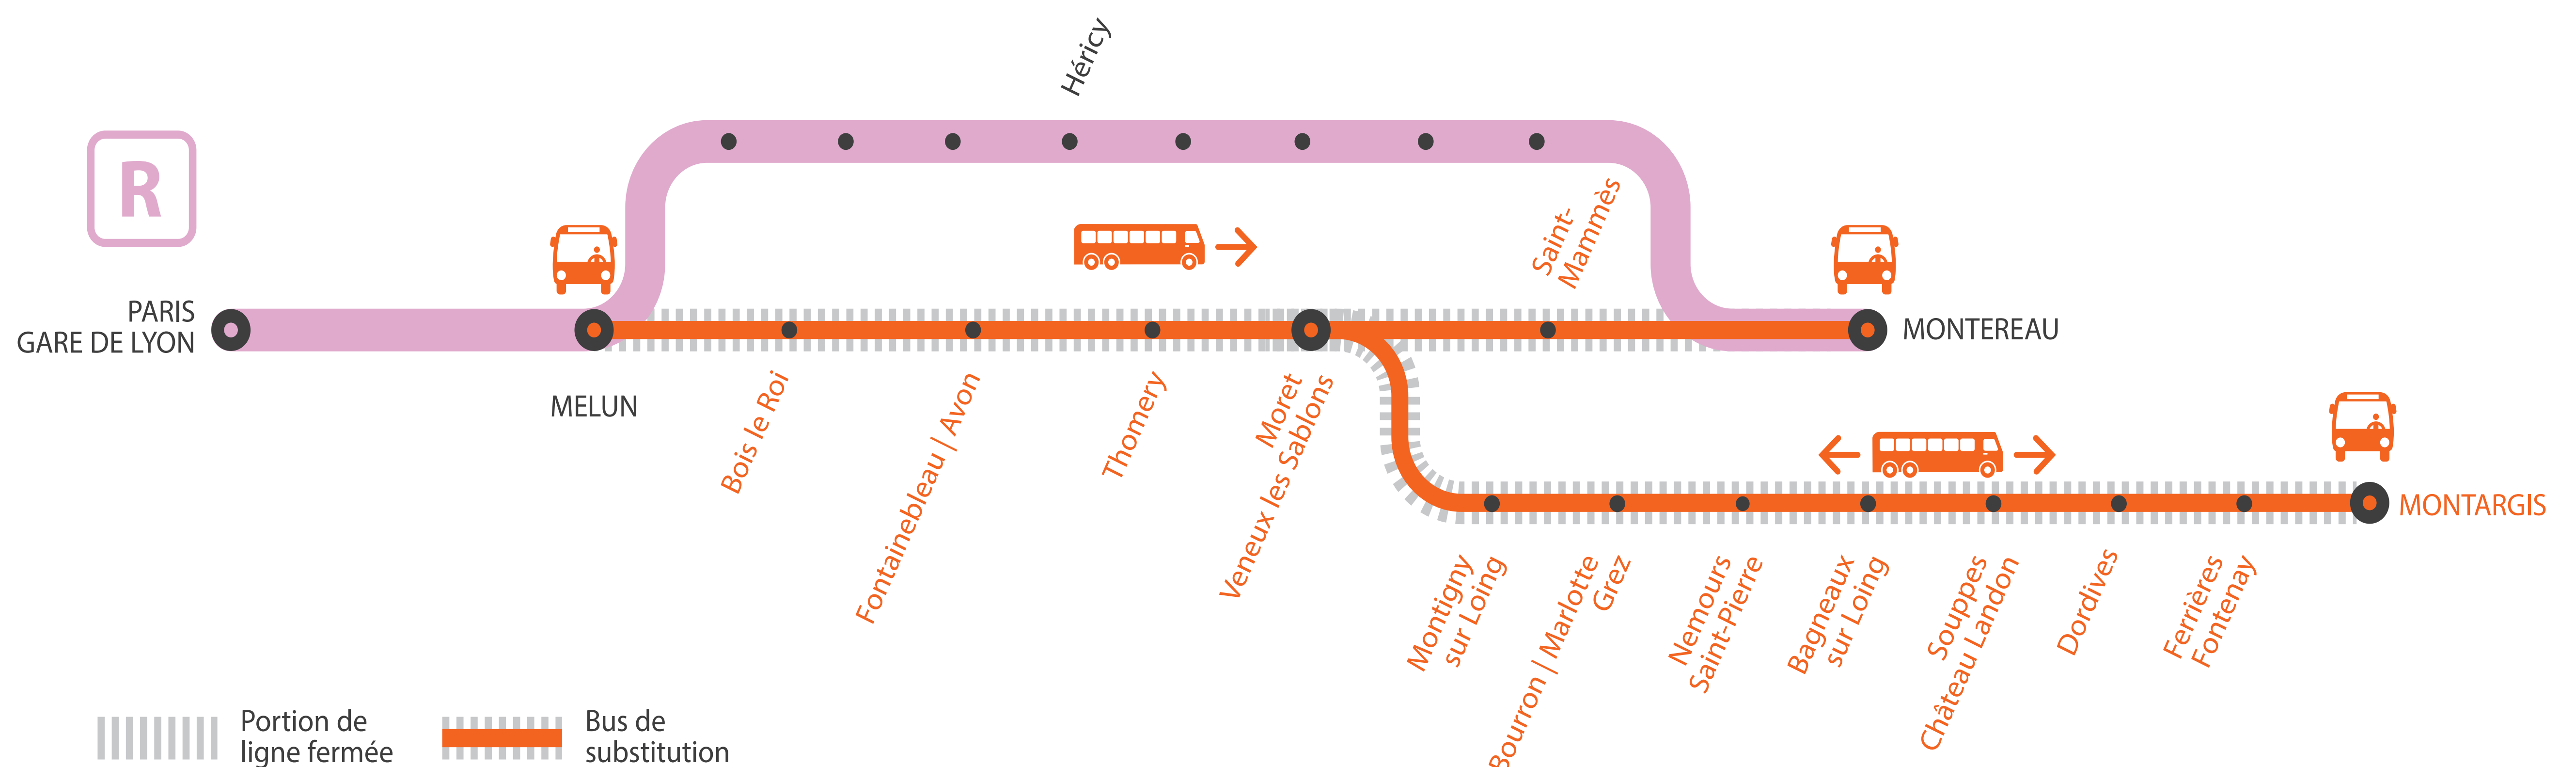 Héricy
R
Saint-
Mammès
PARIS
GARE DE LYON
MONTEREAU
MELUN
Bois le Roi
Fontainebleau | Avon
Thomery
Moret
Veneux les Sablons
MONTARGIS
Montigny
sur Loing
Bourron | Marlotte
Grez
Nemours
Saint-Pierre
Bagneaux
sur Loing
Souppes
Château Landon
Dordives
Ferrières
Fontenay
Portion de
ligne fermée
Bus de
substitution